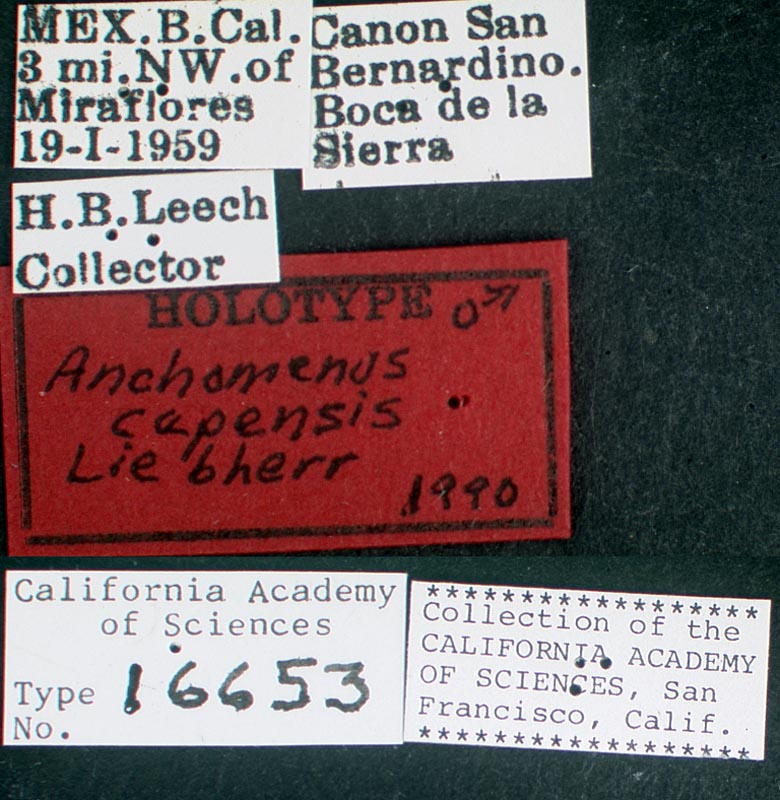 MEX.B.Cal.
3 mi.NW.of
Miraflores
19-I-1959
Canon San
Bernardino.
Boca de la
Sierra
H.B.Leech
Collector
HOLOTYPE ♂
Anchomenus
capensis
Liebherr
1990
California Academy
of Sciences
Type
No. 16653
******************
Collection of the
CALIFORNIA ACADEMY
OF SCIENCES, San
Francisco, Calif.
******************